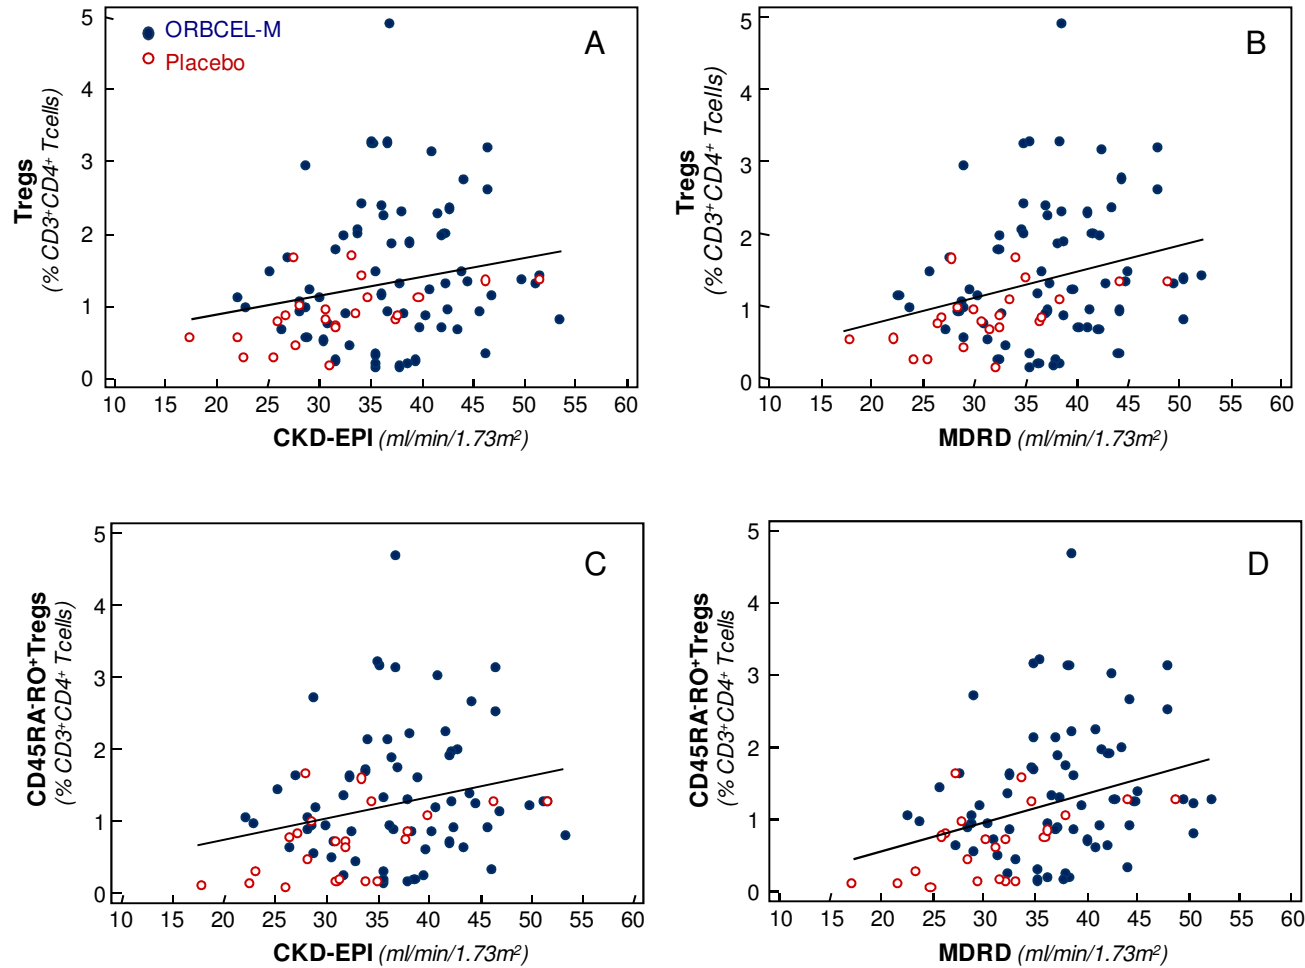 ORBCEL-M
Placebo
A
Tregs
(% CD3⁺CD4⁺ Tcells)
5
4
3
2
1
0
10 15 20 25 30 35 40 45 50 55 60
CKD-EPI (ml/min/1.73m²)
B
Tregs
(% CD3⁺CD4⁺ Tcells)
5
4
3
2
1
0
10 15 20 25 30 35 40 45 50 55 60
MDRD (ml/min/1.73m²)
C
CD45RA⁻RO⁺Tregs
(% CD3⁺CD4⁺ Tcells)
5
4
3
2
1
0
10 15 20 25 30 35 40 45 50 55 60
CKD-EPI (ml/min/1.73m²)
D
CD45RA⁻RO⁺Tregs
(% CD3⁺CD4⁺ Tcells
5
4
3
2
1
0
10 15 20 25 30 35 40 45 50 55 60
MDRD (ml/min/1.73m²)